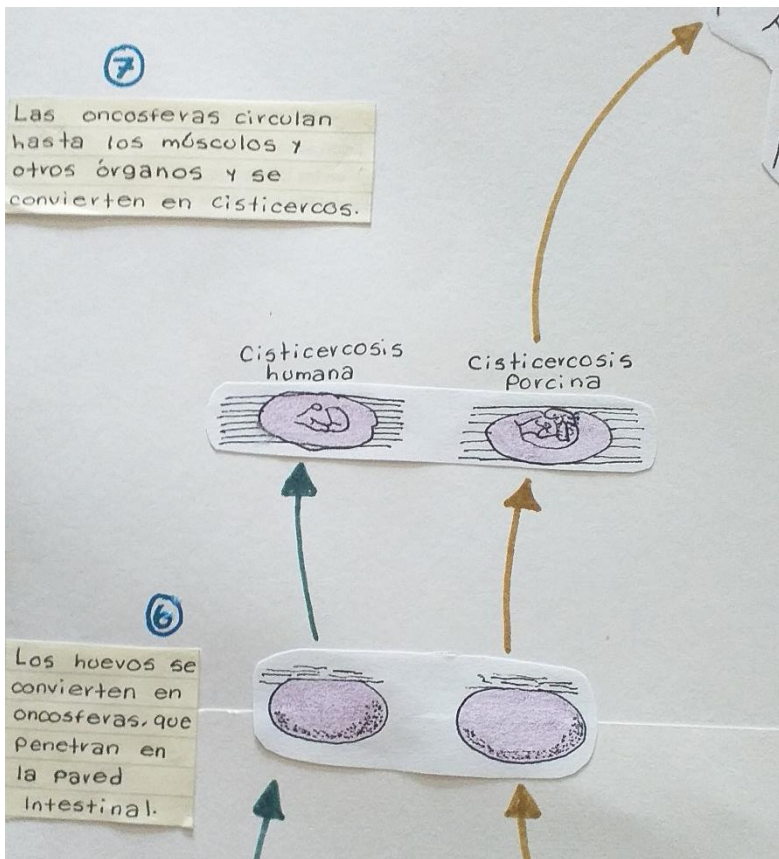 7
Las oncosferas circulan
hasta los músculos y
otros órganos y se
convierten en cisticercos.
Cisticercosis
humana
Cisticercosis
Porcina
6
Los huevos se
convierten en
oncosferas, que
penetran en
la pared
Intestinal.